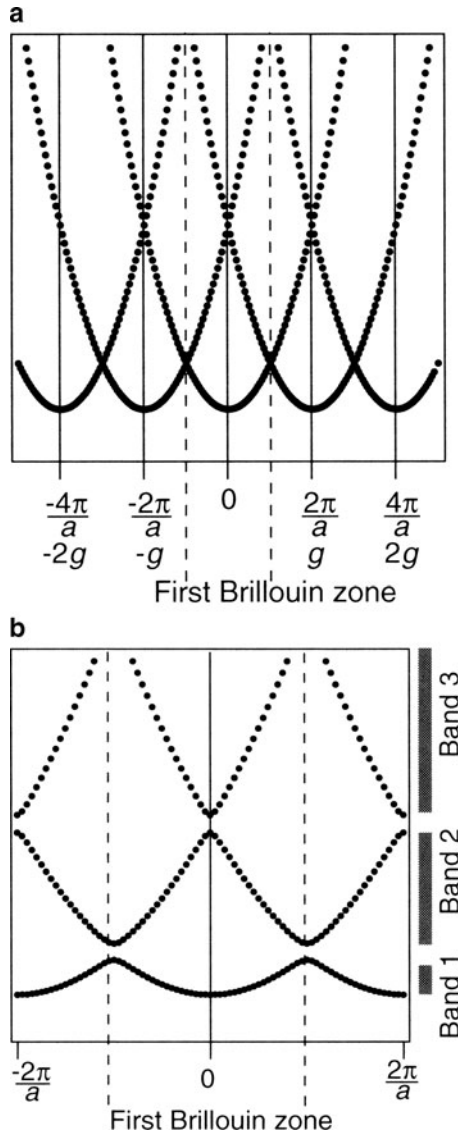 a
-4π/a -2π/a 0 2π/a 4π/a
-2g -g g 2g
First Brillouin zone
b
Band 3
Band 2
Band 1
-2π/a 0 2π/a
First Brillouin zone